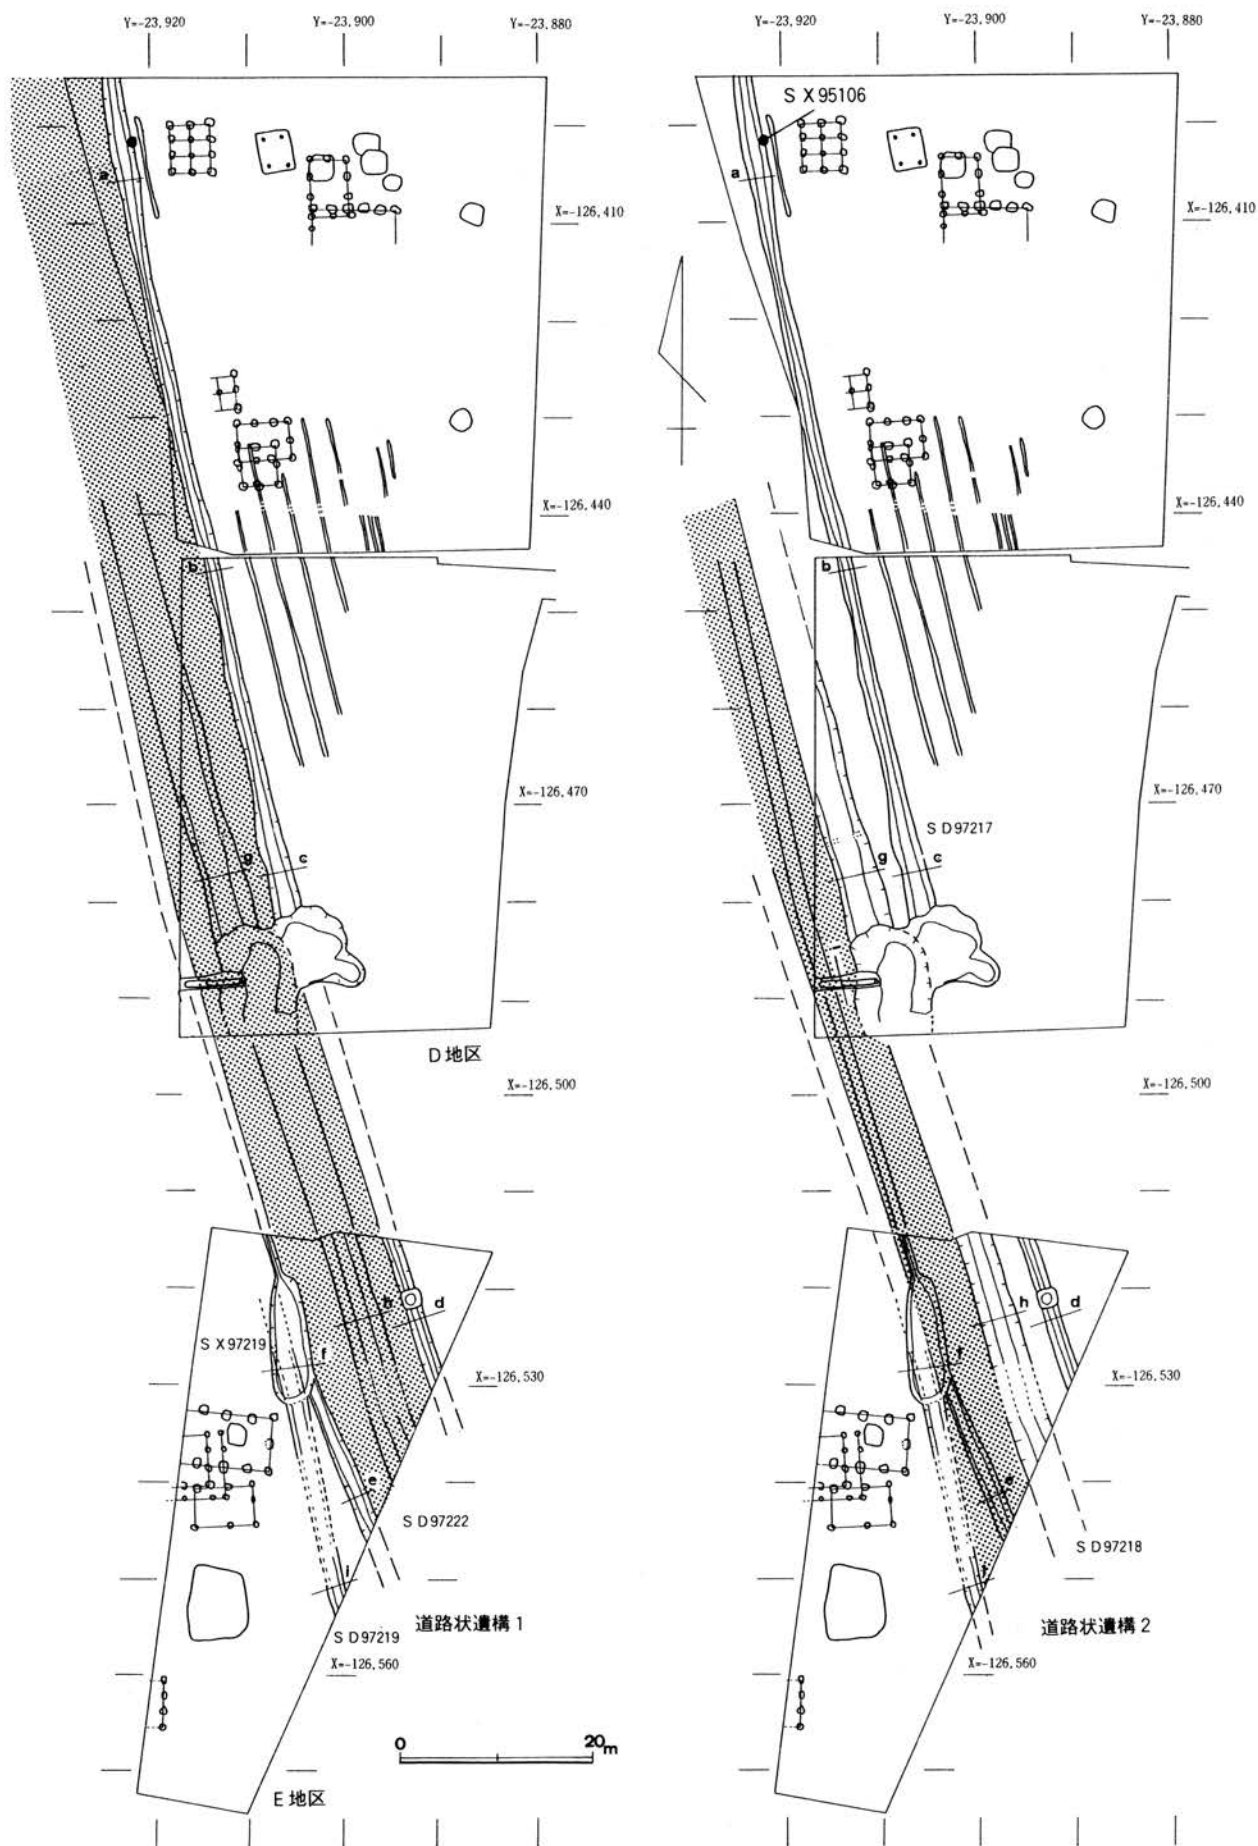 Y=-23,920 Y=-23,900 Y=-23,880
Y=-23,920 Y=-23,900 Y=-23,880
S X 95106
a
a
X=-126,410
X=-126,410
X=-126,440
X=-126,440
b
b
X=-126,470
X=-126,470
S D 97217
g
c
g
c
D 地区
X=-126,500
X=-126,500
h
d
h
d
S X 97219
f
f
X=-126,530
X=-126,530
e
e
S D 97222
S D 97218
i
i
道路状遺構 1
道路状遺構 2
S D 97219
X=-126,560
X=-126,560
0 20m
E 地区